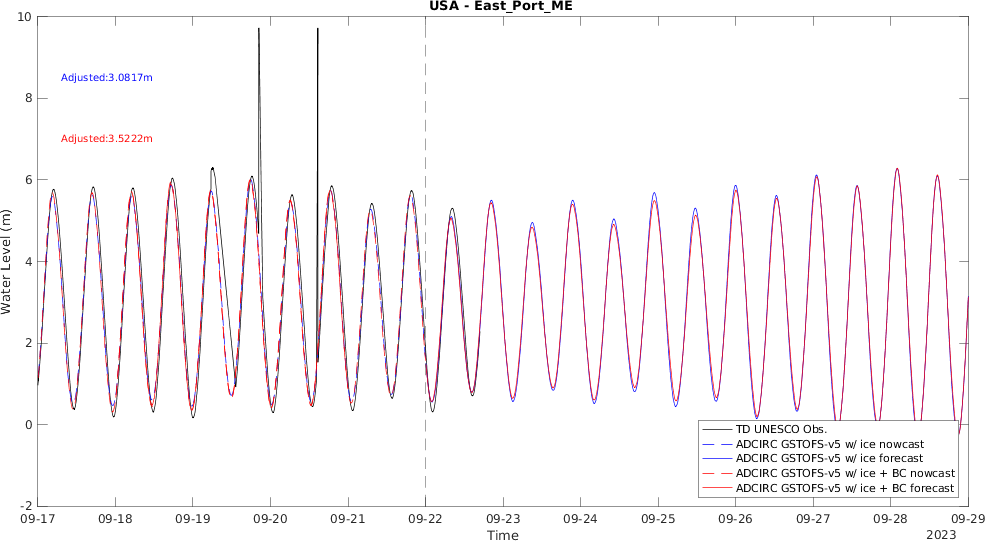 USA - East_Port_ME
10
8
6
4
2
0
-2
Water Level (m)
Adjusted:3.0817m
Adjusted:3.5222m
TD UNESCO Obs.
ADCIRC GSTOFS-v5 w/ ice nowcast
ADCIRC GSTOFS-v5 w/ ice forecast
ADCIRC GSTOFS-v5 w/ ice + BC nowcast
ADCIRC GSTOFS-v5 w/ ice + BC forecast
09-17 09-18 09-19 09-20 09-21 09-22 09-23 09-24 09-25 09-26 09-27 09-28 09-29
Time
2023